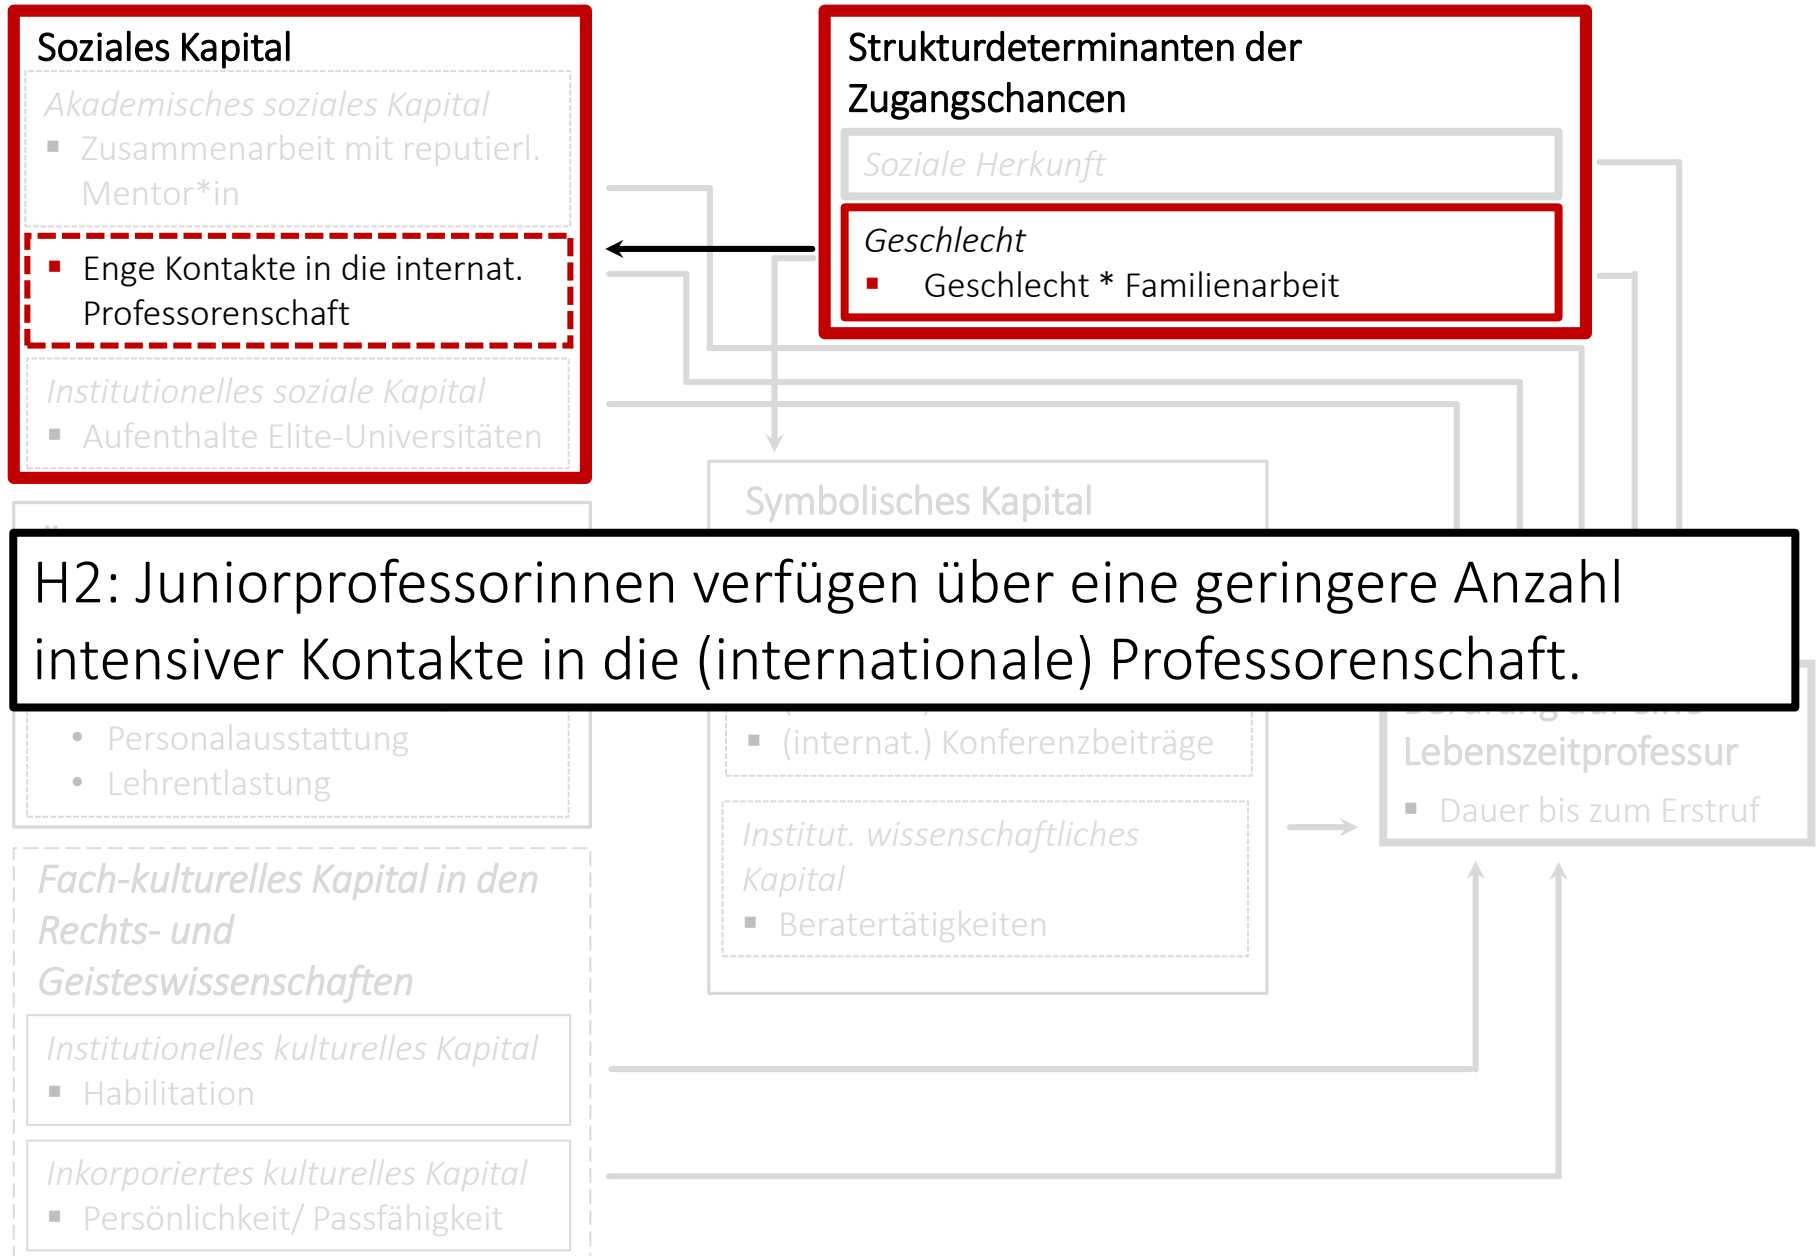 Soziales Kapital
Akademisches soziales Kapital
▪ Zusammenarbeit mit reputierl.
Mentor*in
▪ Enge Kontakte in die internat.
Professorenschaft
Institutionelles soziale Kapital
▪ Aufenthalte Elite-Universitäten
Strukturdeterminanten der
Zugangschancen
Soziale Herkunft
Geschlecht
▪ Geschlecht * Familienarbeit
Symbolisches Kapital
H2: Juniorprofessorinnen verfügen über eine geringere Anzahl
intensiver Kontakte in die (internationale) Professorenschaft.
• Personalausstattung
• Lehrentlastung
▪ (internat.) Konferenzbeiträge
Institut. wissenschaftliches
Kapital
▪ Beratertätigkeiten
Berufung auf eine
Lebenszeitprofessur
▪ Dauer bis zum Erstruf
Fach-kulturelles Kapital in den
Rechts- und
Geisteswissenschaften
Institutionelles kulturelles Kapital
▪ Habilitation
Inkorporiertes kulturelles Kapital
▪ Persönlichkeit/ Passfähigkeit